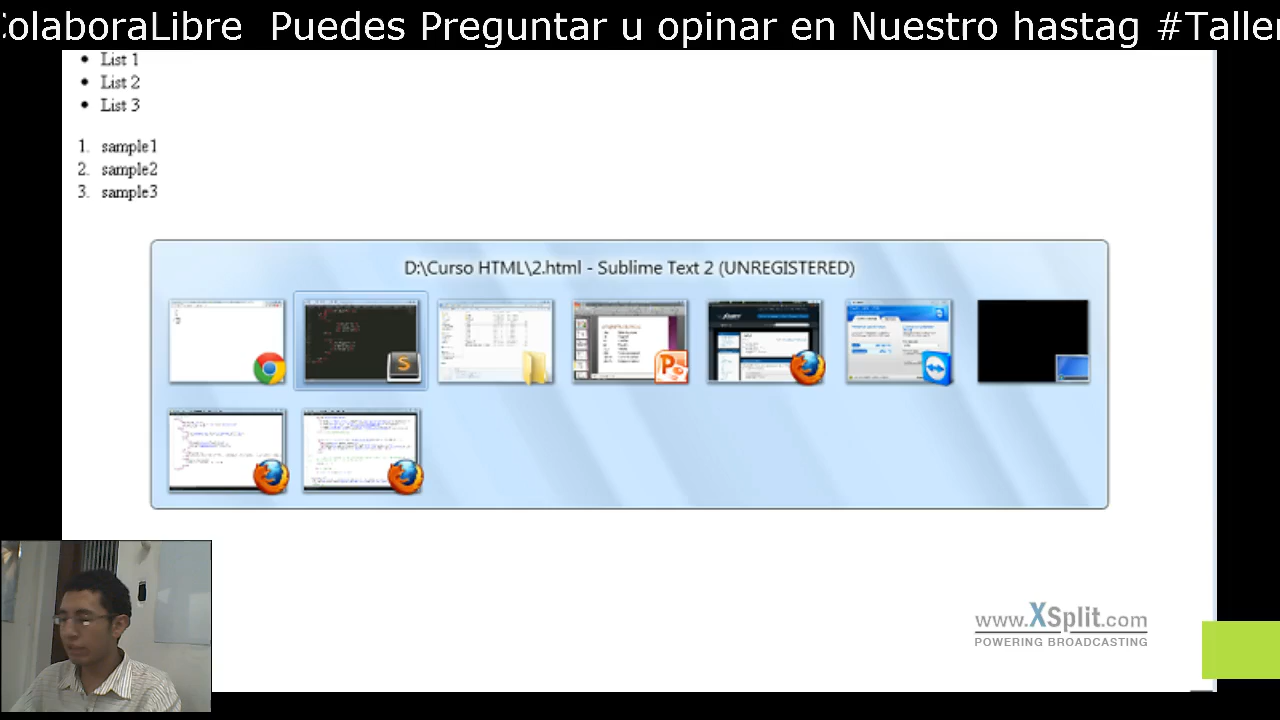 ColaboraLibre  Puedes Preguntar u opinar en Nuestro hastag #Taller
• List 1
• List 2
• List 3
1. sample1
2. sample2
3. sample3
D:\Curso HTML\2.html - Sublime Text 2 (UNREGISTERED)
www.XSplit.com
POWERING BROADCASTING